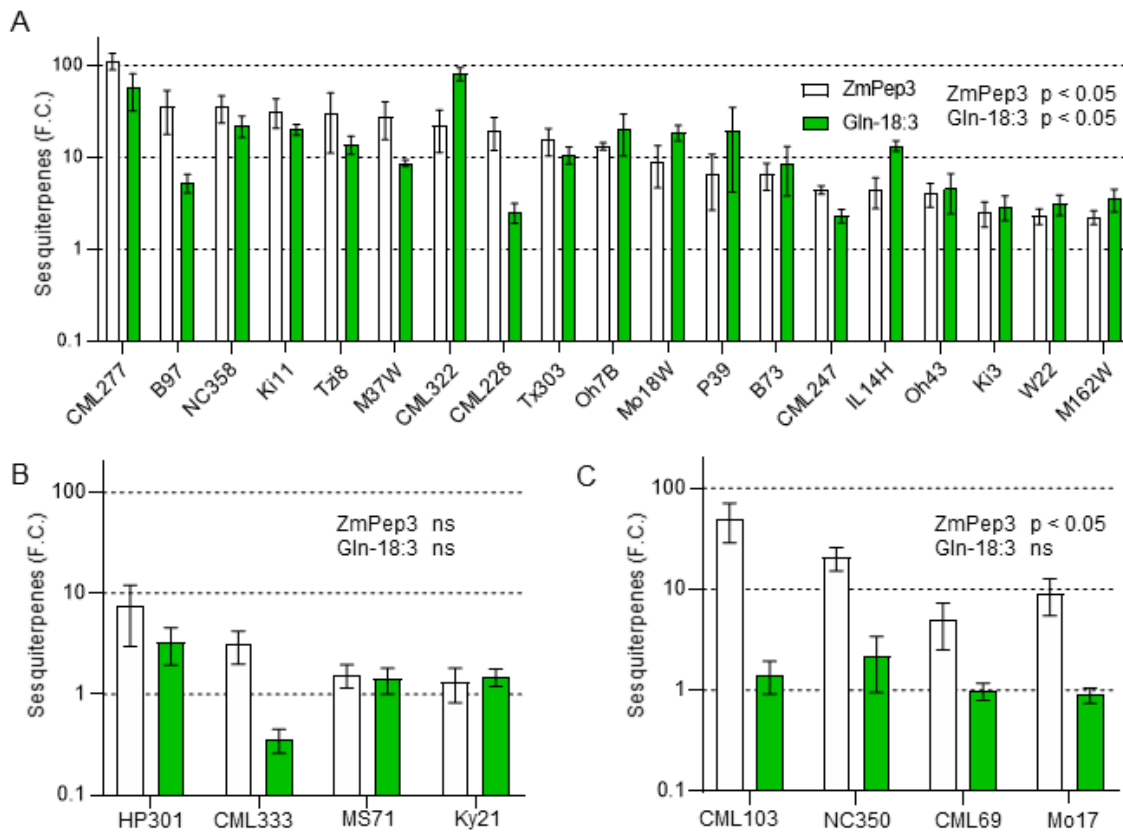 A
Sesquiterpenes (F.C.)
100
10
1
0.1
ZmPep3
Gln-18:3
ZmPep3 p < 0.05
Gln-18:3 p < 0.05
CML277
B97
NC358
Ki11
Tzi8
M37W
CML322
CML228
Tx303
Oh7B
Mo18W
P39
B73
CML247
IL14H
Oh43
Ki3
W22
M162W
B
Sesquiterpenes (F.C.)
100
10
1
0.1
ZmPep3 ns
Gln-18:3 ns
HP301
CML333
MS71
Ky21
C
Sesquiterpenes (F.C.)
100
10
1
0.1
ZmPep3 p < 0.05
Gln-18:3 ns
CML103
NC350
CML69
Mo17